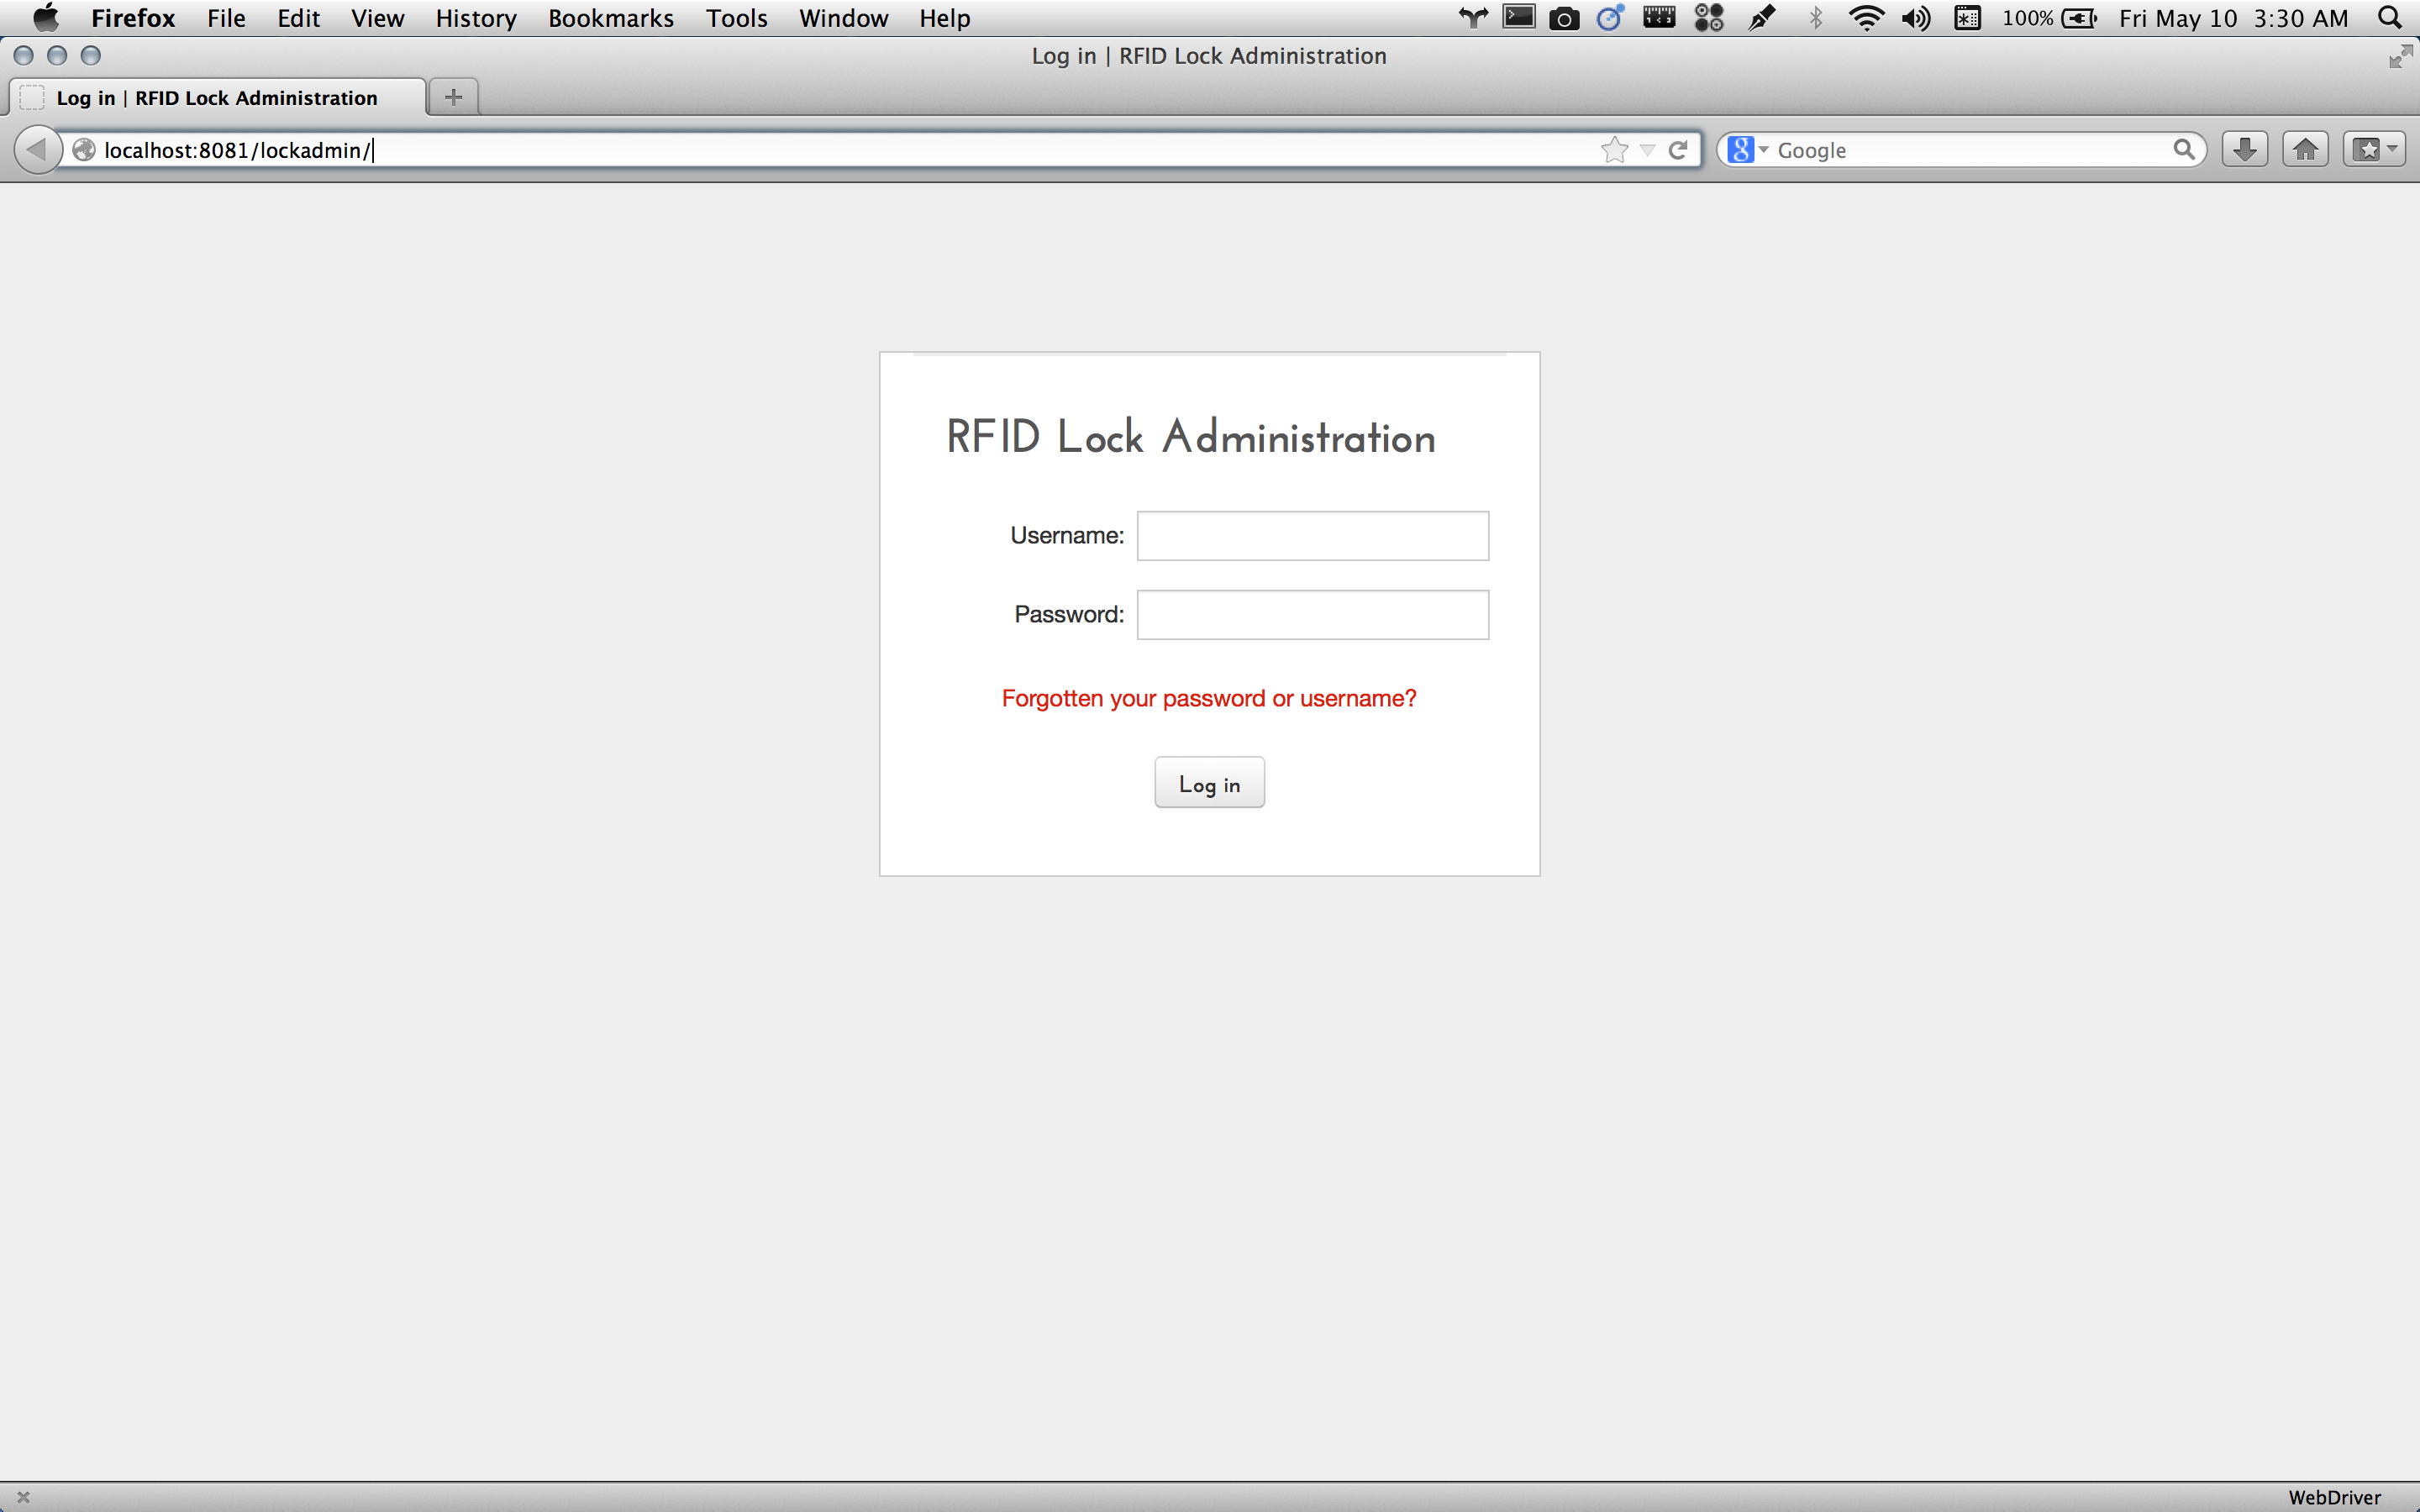 Firefox File Edit View History Bookmarks Tools Window Help 100% Fri May 10 3:30 AM
Log in | RFID Lock Administration
Log in | RFID Lock Administration
localhost:8081/lockadmin/ Google
RFID Lock Administration
Username:
Password:
Forgotten your password or username?
Log in
WebDriver